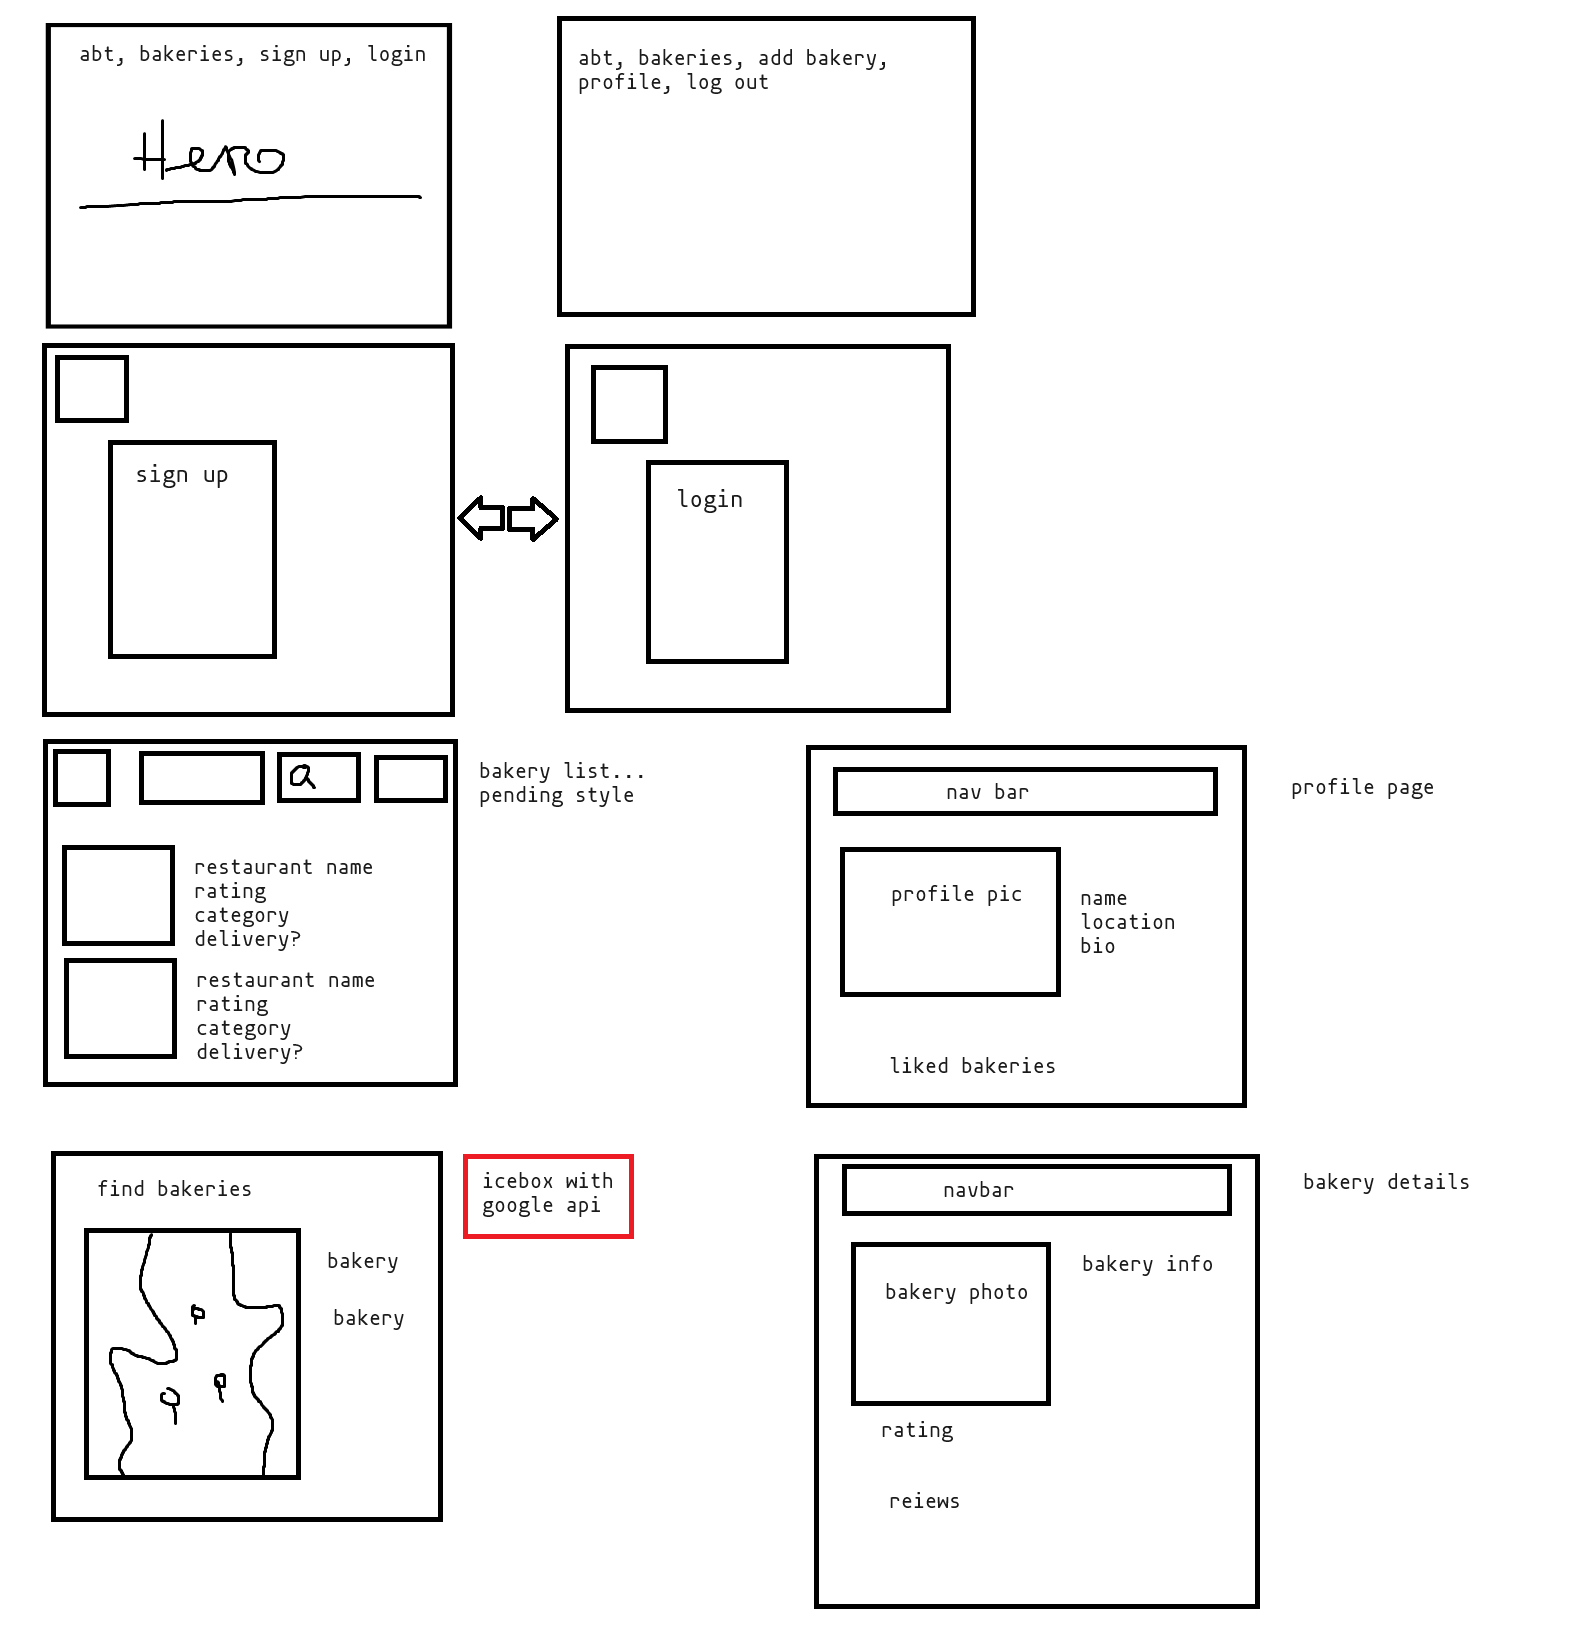 abt, bakeries, sign up, login
Hero
abt, bakeries, add bakery,
profile, log out
sign up
login
bakery list...
pending style
restaurant name
rating
category
delivery?
restaurant name
rating
category
delivery?
nav bar
profile page
profile pic
name
location
bio
liked bakeries
find bakeries
bakery
bakery
icebox with
google api
navbar
bakery details
bakery photo
bakery info
rating
reiews